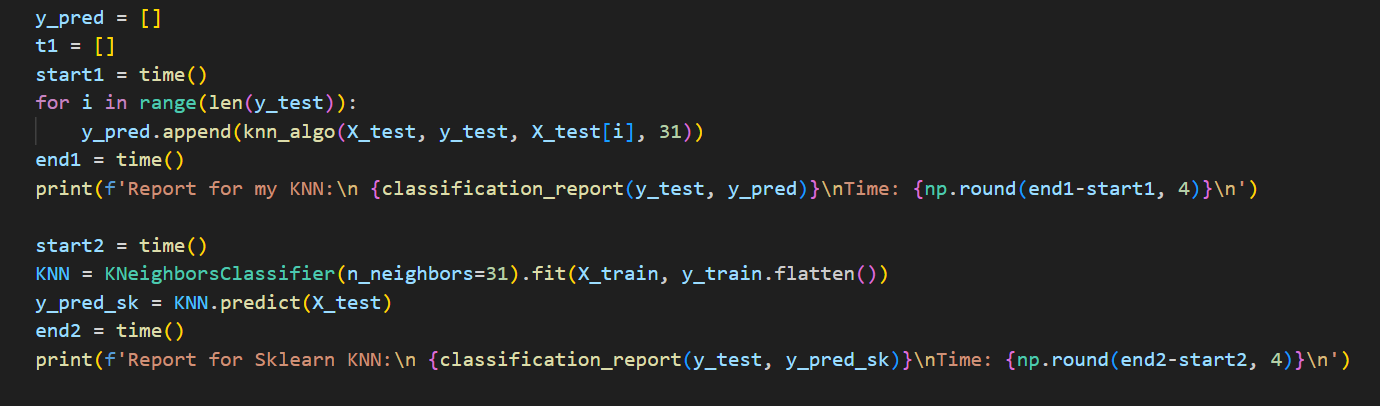 y_pred = []
t1 = []
start1 = time()
for i in range(len(y_test)):
    y_pred.append(knn_algo(X_test, y_test, X_test[i], 31))
end1 = time()
print(f'Report for my KNN:\n {classification_report(y_test, y_pred)}\nTime: {np.round(end1-start1, 4)}\n')

start2 = time()
KNN = KNeighborsClassifier(n_neighbors=31).fit(X_train, y_train.flatten())
y_pred_sk = KNN.predict(X_test)
end2 = time()
print(f'Report for Sklearn KNN:\n {classification_report(y_test, y_pred_sk)}\nTime: {np.round(end2-start2, 4)}\n')